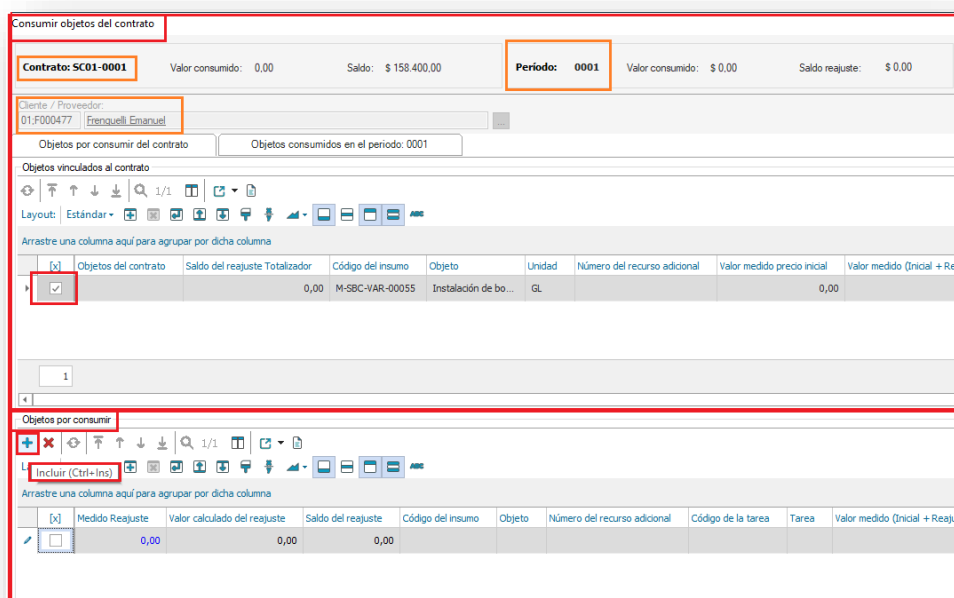 Consumir objetos del contrato
Contrato: SC01-0001 Valor consumido: 0,00 Saldo: $ 158.400,00 Período: 0001 Valor consumido: $ 0,00 Saldo reajuste: $ 0,00
Cliente / Proveedor:
01;F000477 Frenquelli Emanuel ...
Objetos por consumir del contrato Objetos consumidos en el periodo: 0001
Objetos vinculados al contrato
1/1
Layout: Estándar ABC
Arrastre una columna aquí para agrupar por dicha columna
[x] Objetos del contrato Saldo del reajuste Totalizador Código del insumo Objeto Unidad Número del recurso adicional Valor medido precio inicial Valor medido (Inicial + Re
0,00 M-SBC-VAR-00055 Instalación de bo... GL 0,00
1
Objetos por consumir
1/1
Incluir (Ctrl+Ins) ABC
Arrastre una columna aquí para agrupar por dicha columna
[x] Medido Reajuste Valor calculado del reajuste Saldo del reajuste Código del insumo Objeto Número del recurso adicional Código de la tarea Tarea Valor medido (Inicial + Reaju
0,00 0,00 0,00